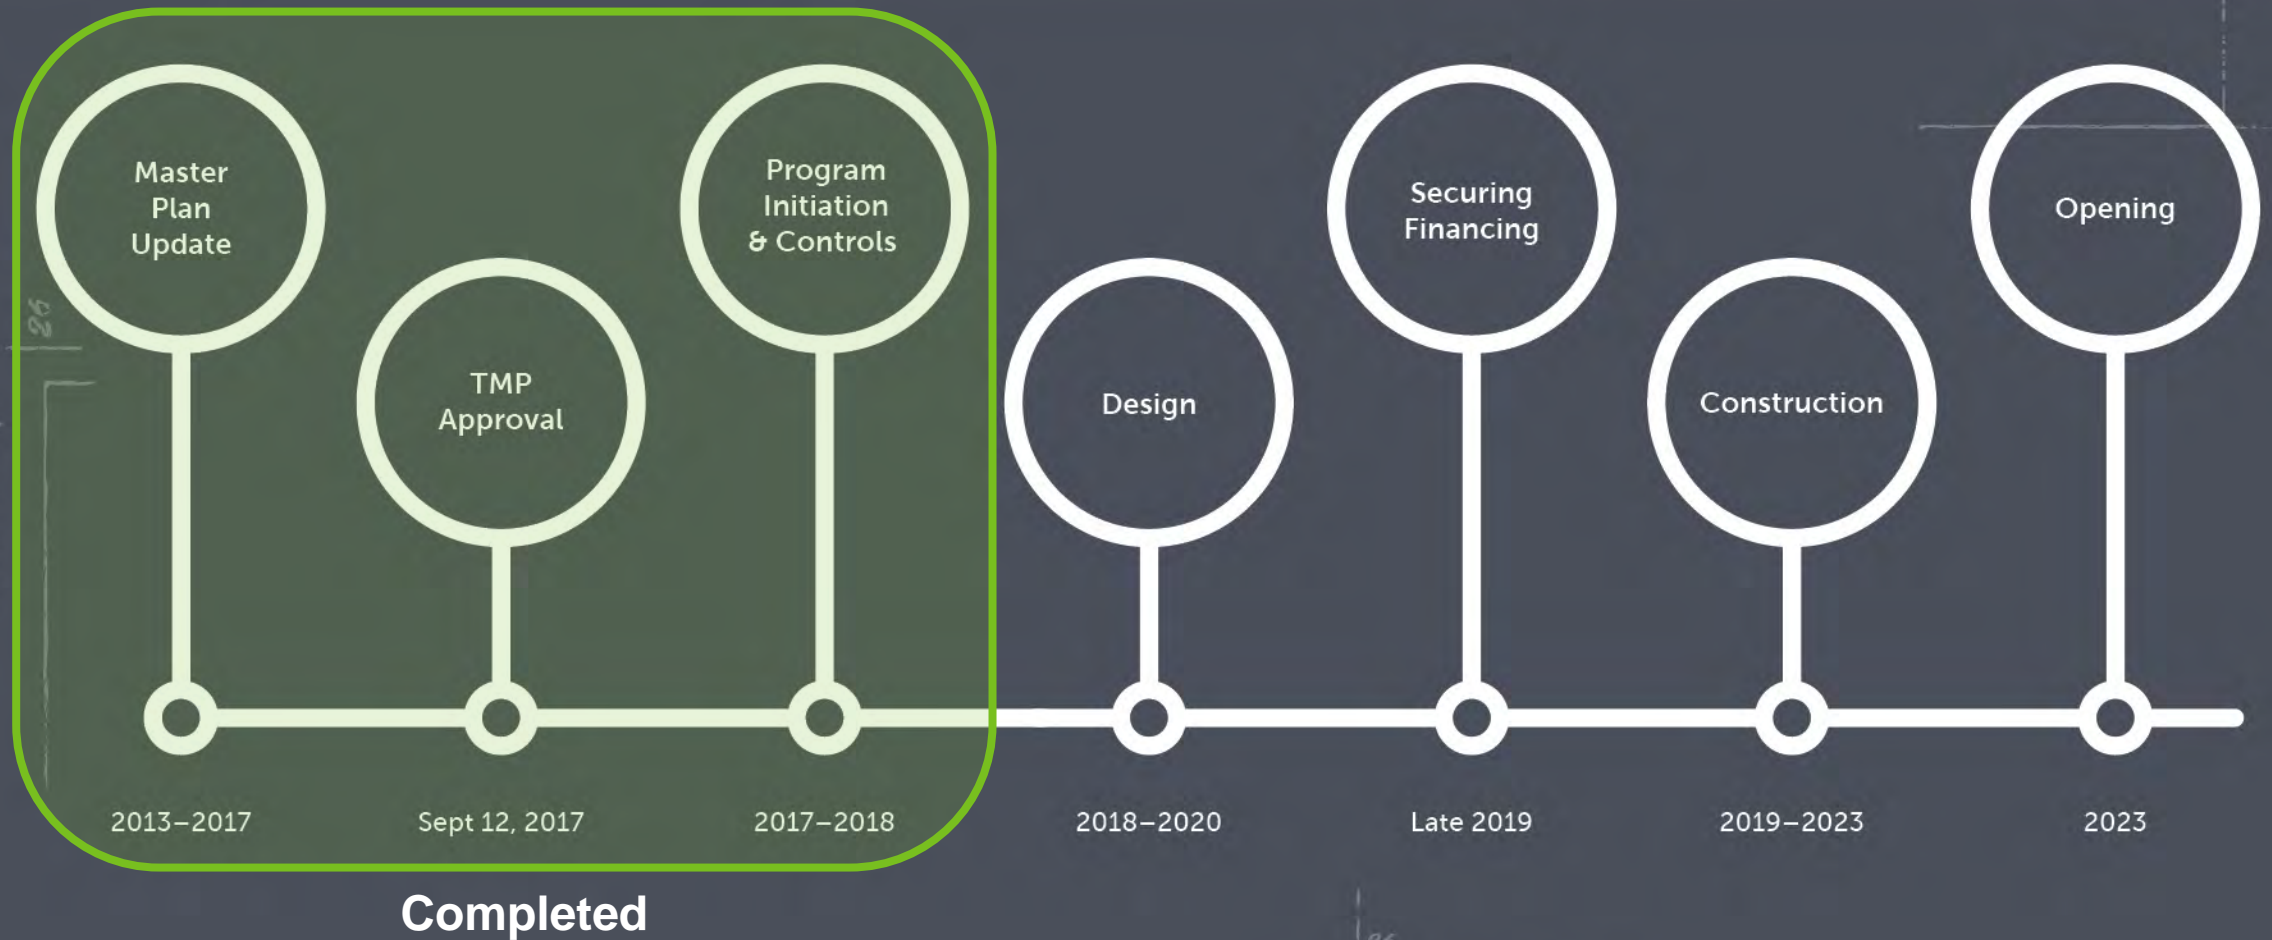 Master
Plan
Update
TMP
Approval
Program
Initiation
& Controls
Design
Securing
Financing
Construction
Opening
2013–2017
Sept 12, 2017
2017–2018
2018–2020
Late 2019
2019–2023
2023
Completed
26